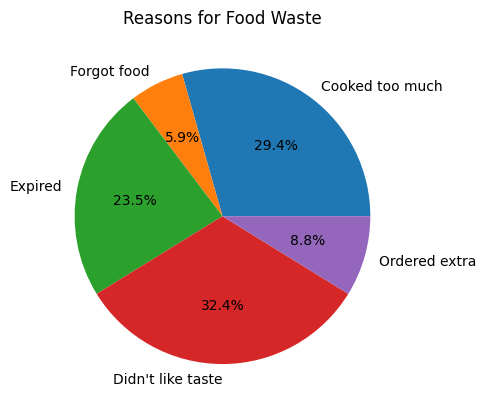 Reasons for Food Waste
Forgot food
Cooked too much
5.9%
29.4%
Expired
23.5%
8.8%
Ordered extra
32.4%
Didn't like taste